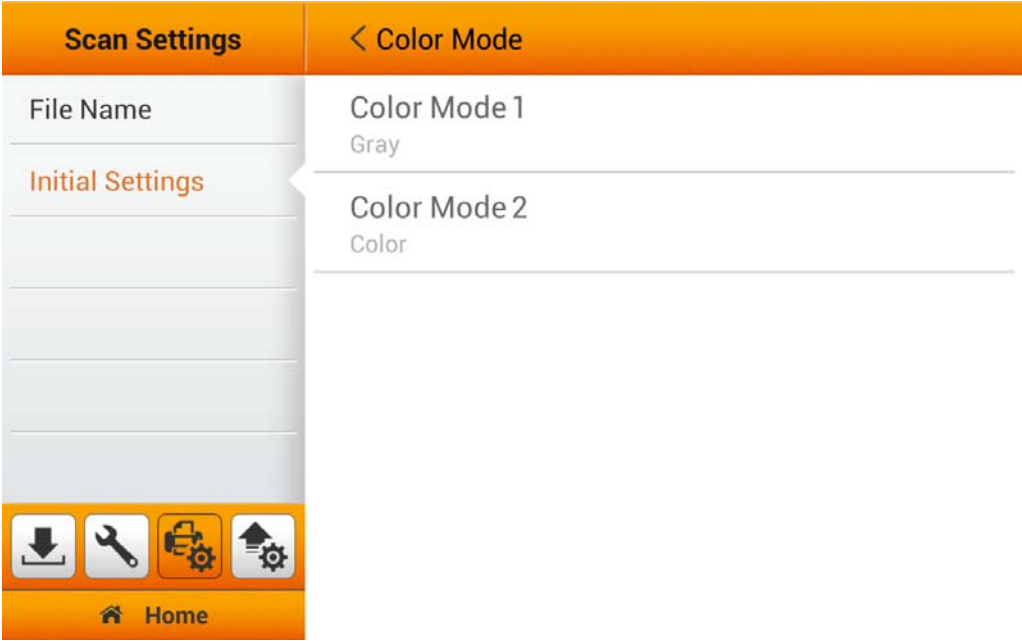 Scan Settings
< Color Mode
File Name
Initial Settings
Color Mode 1
Gray
Color Mode 2
Color
Home